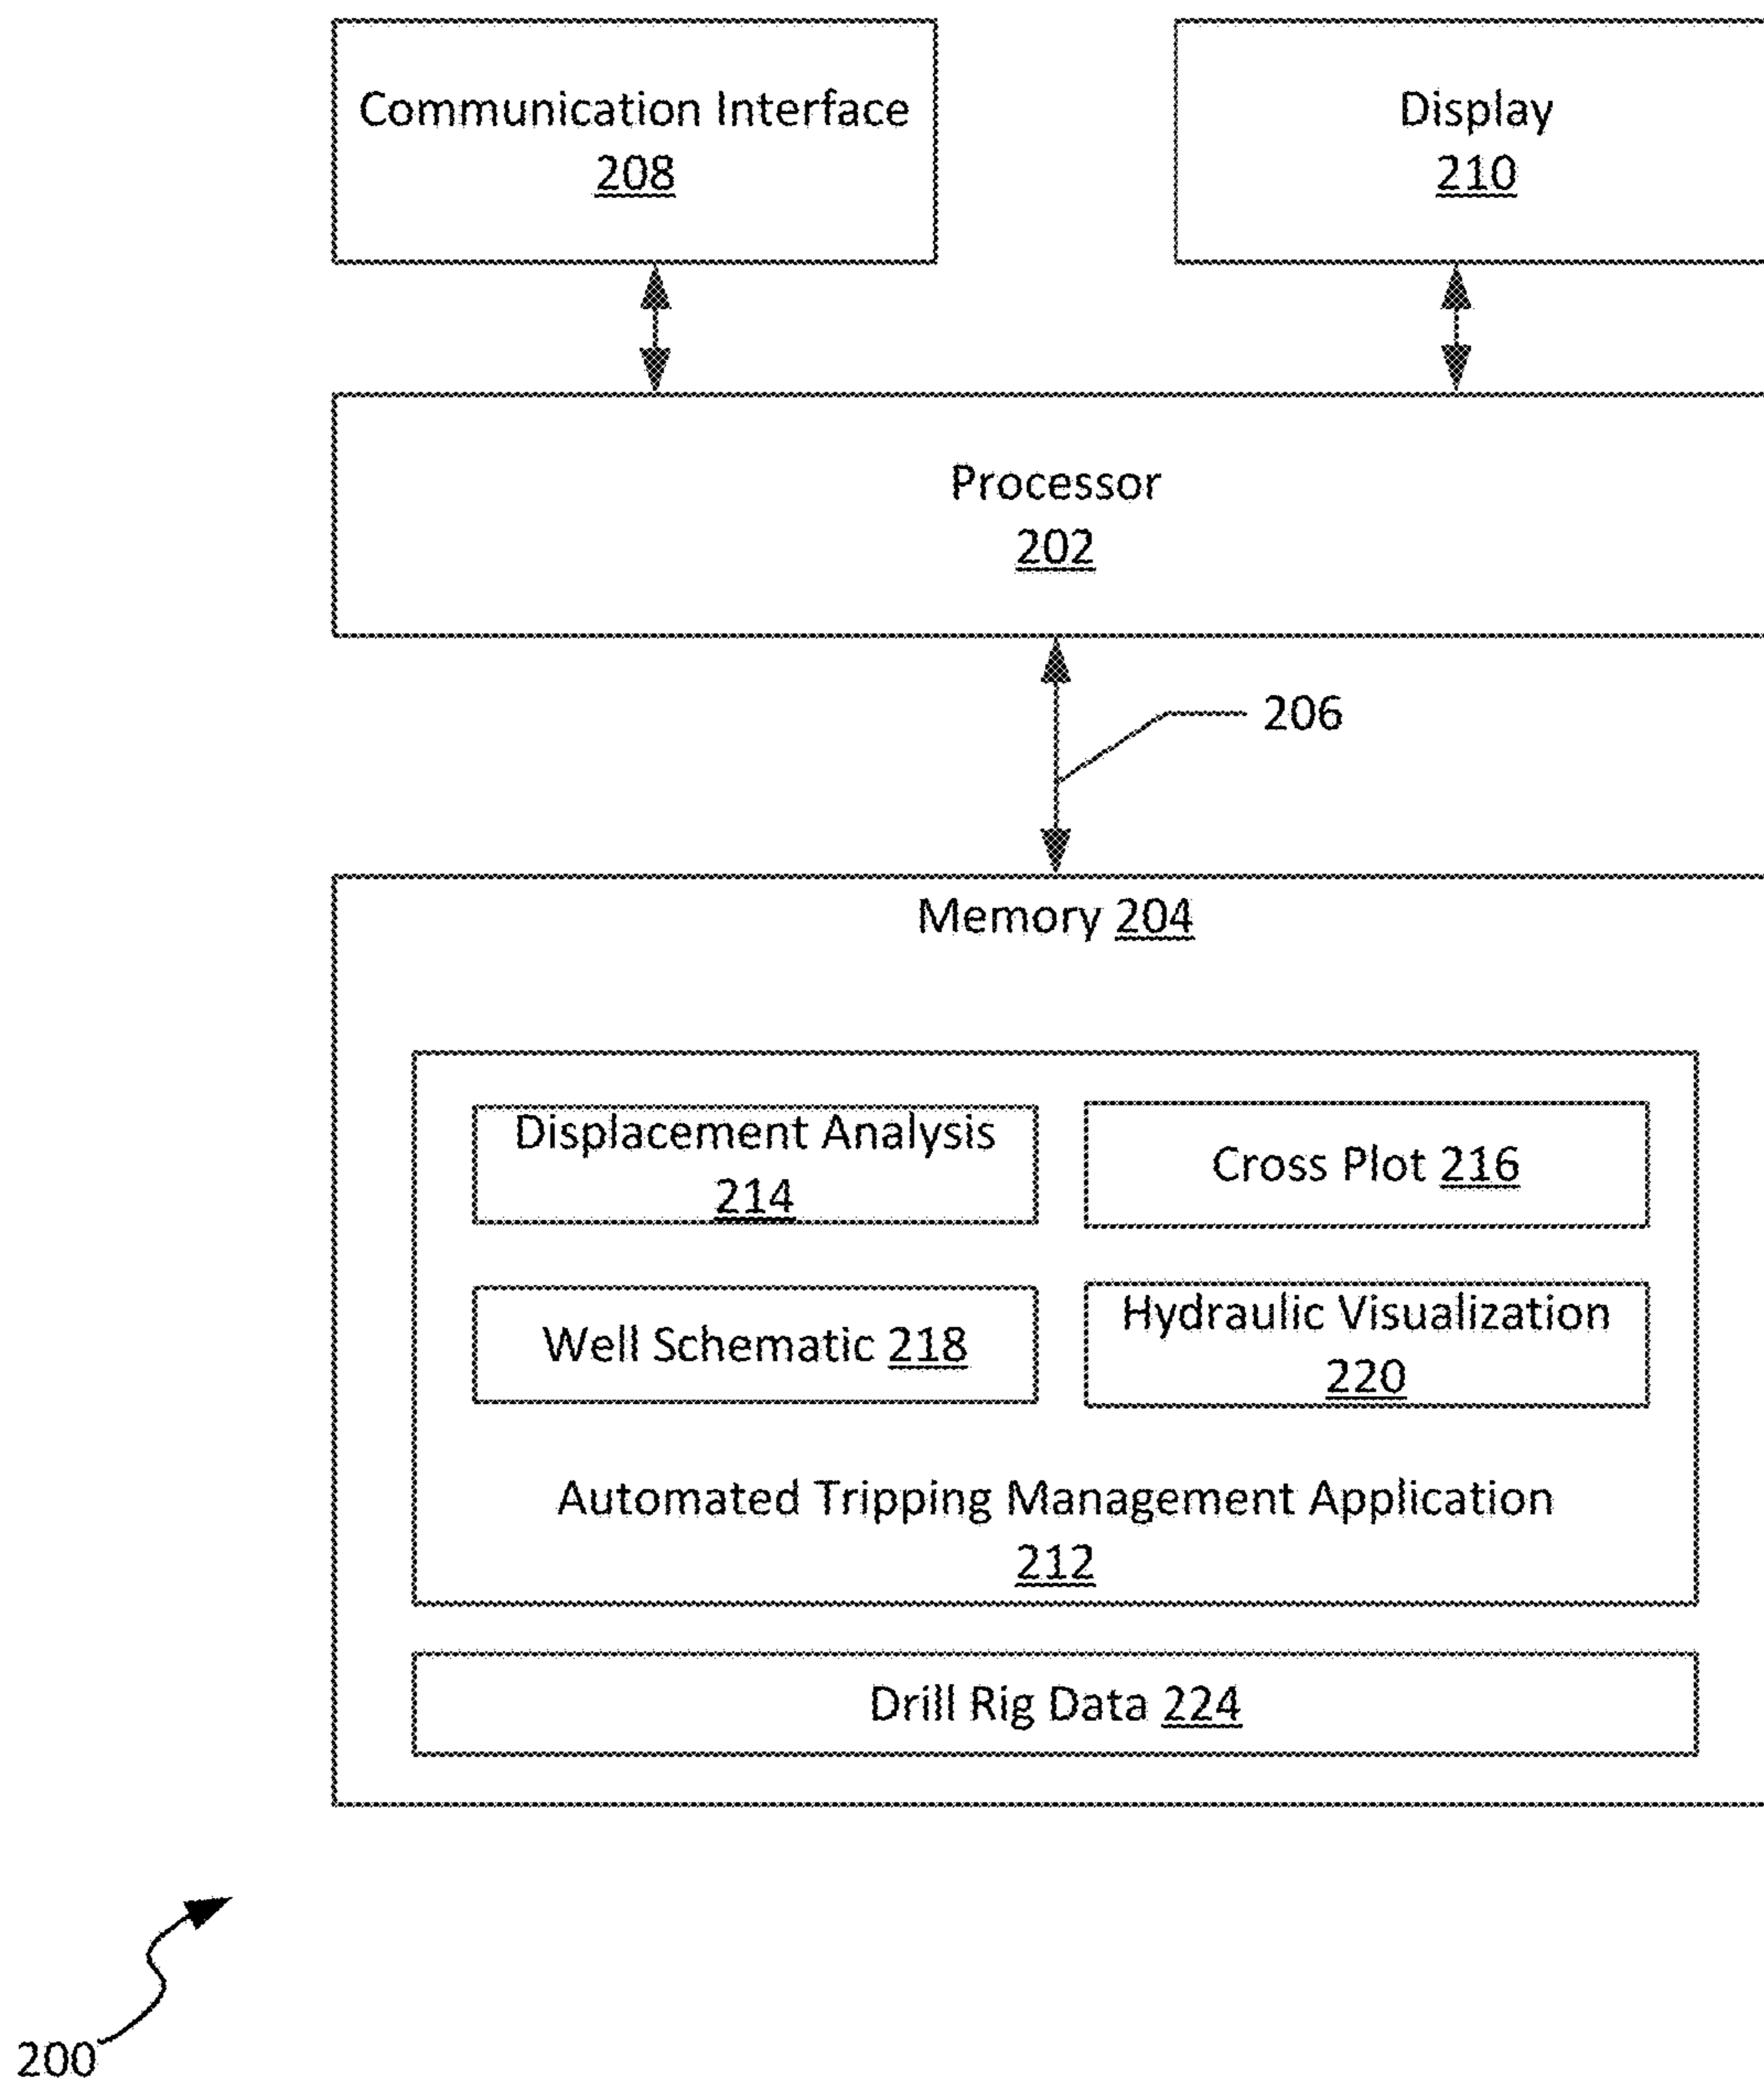 Communication Interface
208
Display
210
Processor
202
206
Memory 204
Displacement Analysis
214
Cross Plot 216
Well Schematic 218
Hydraulic Visualization
220
Automated Tripping Management Application
212
Drill Rig Data 224
200